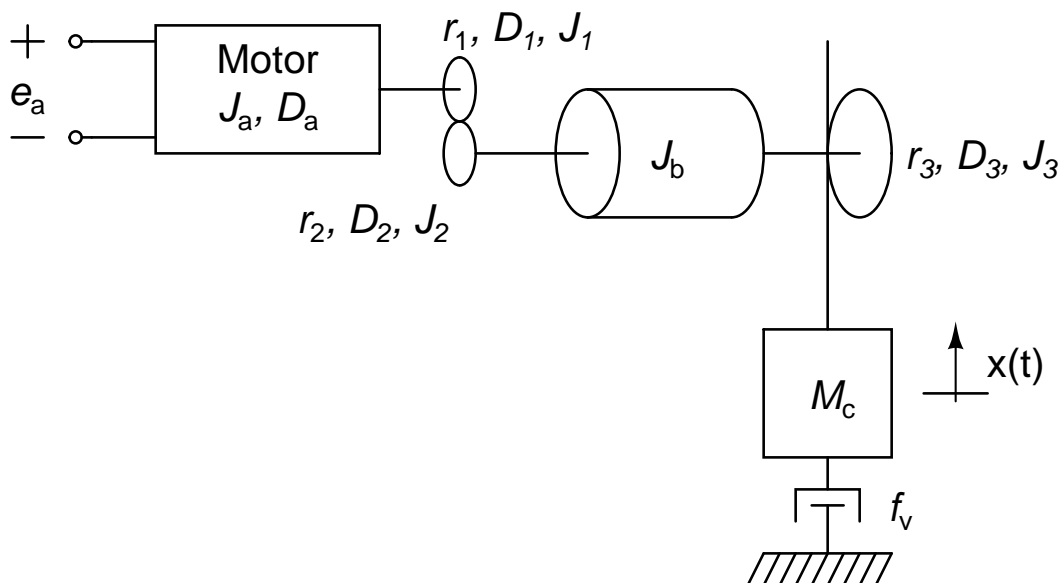 +
e_a
−
Motor
J_a, D_a
r_1, D_1, J_1
r_2, D_2, J_2
J_b
r_3, D_3, J_3
M_c
x(t)
f_v